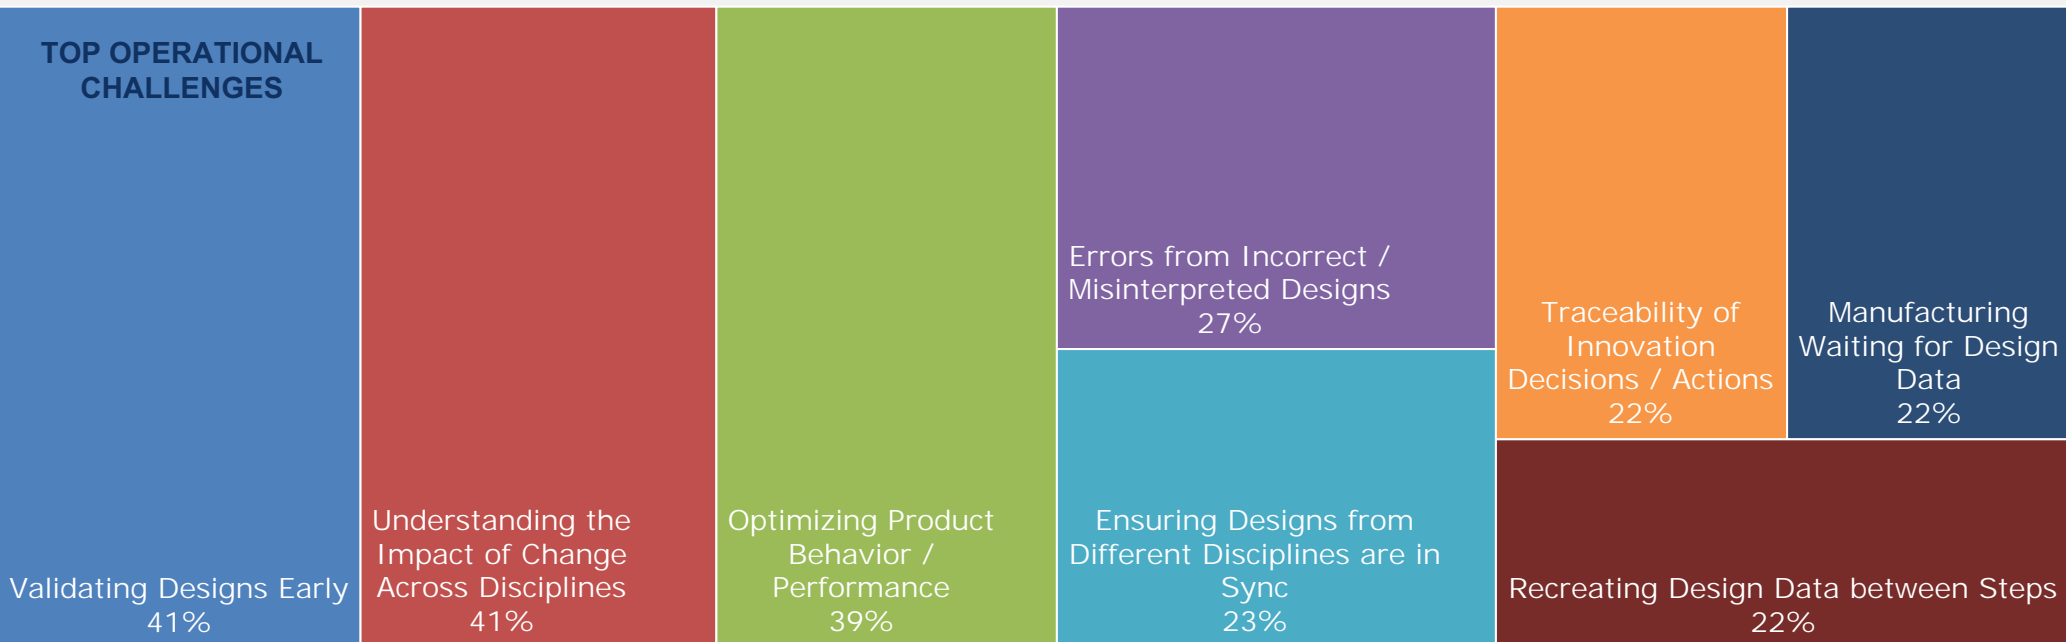 TOP OPERATIONAL
CHALLENGES
Validating Designs Early
41%
Understanding the
Impact of Change
Across Disciplines
41%
Optimizing Product
Behavior /
Performance
39%
Errors from Incorrect /
Misinterpreted Designs
27%
Ensuring Designs from
Different Disciplines are in
Sync
23%
Traceability of
Innovation
Decisions / Actions
22%
Manufacturing
Waiting for Design
Data
22%
Recreating Design Data between Steps
22%